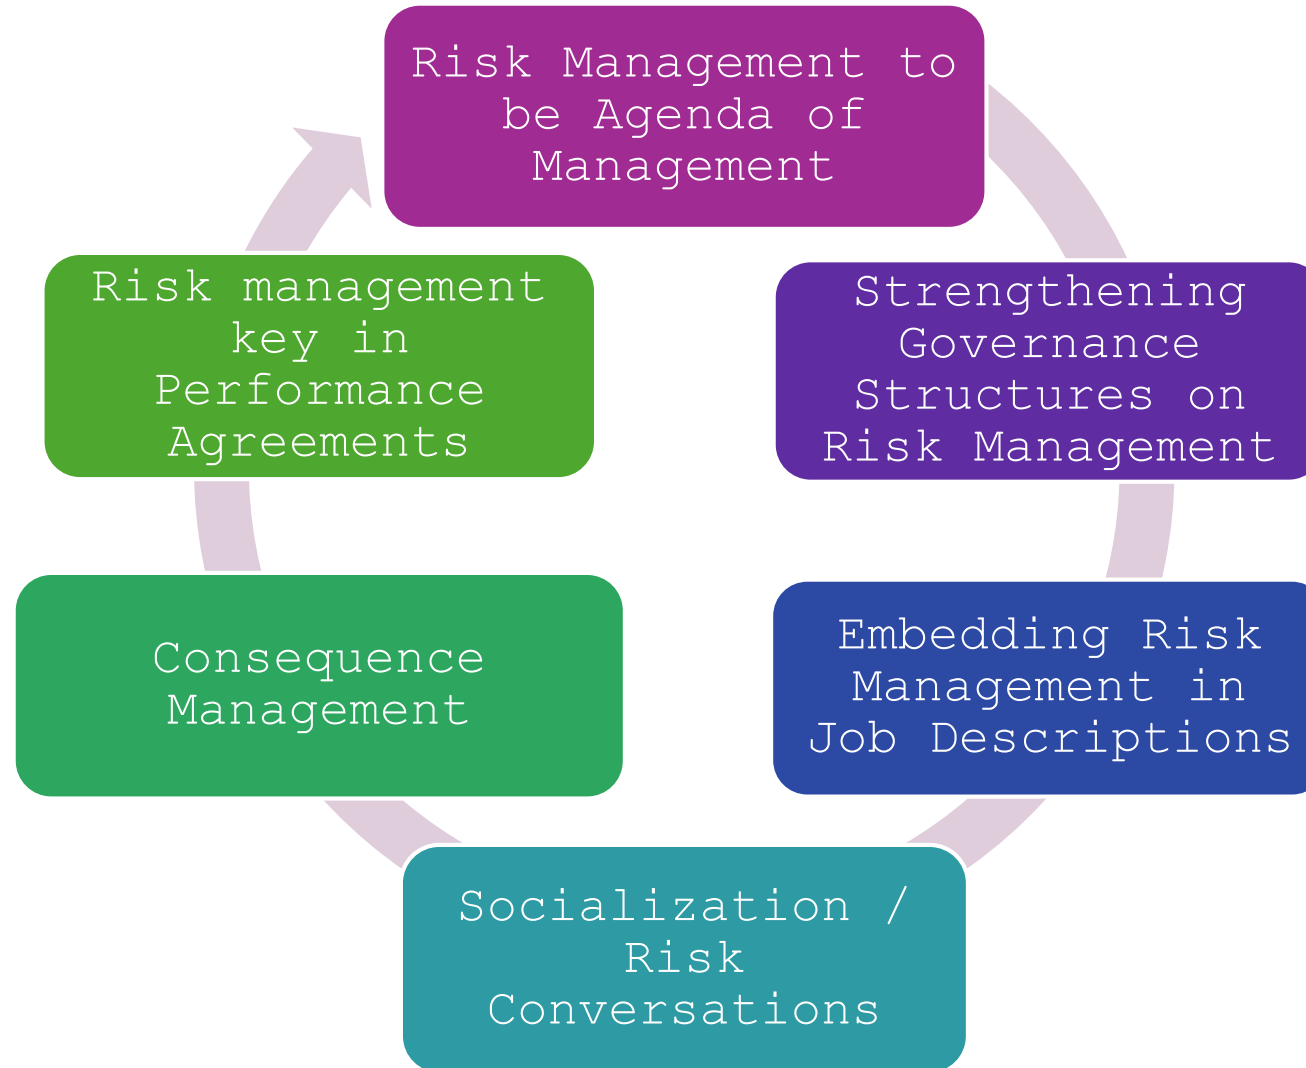 Risk Management to
be Agenda of
Management
Strengthening
Governance
Structures on
Risk Management
Embedding Risk
Management in
Job Descriptions
Socialization /
Risk
Conversations
Consequence
Management
Risk management
key in
Performance
Agreements